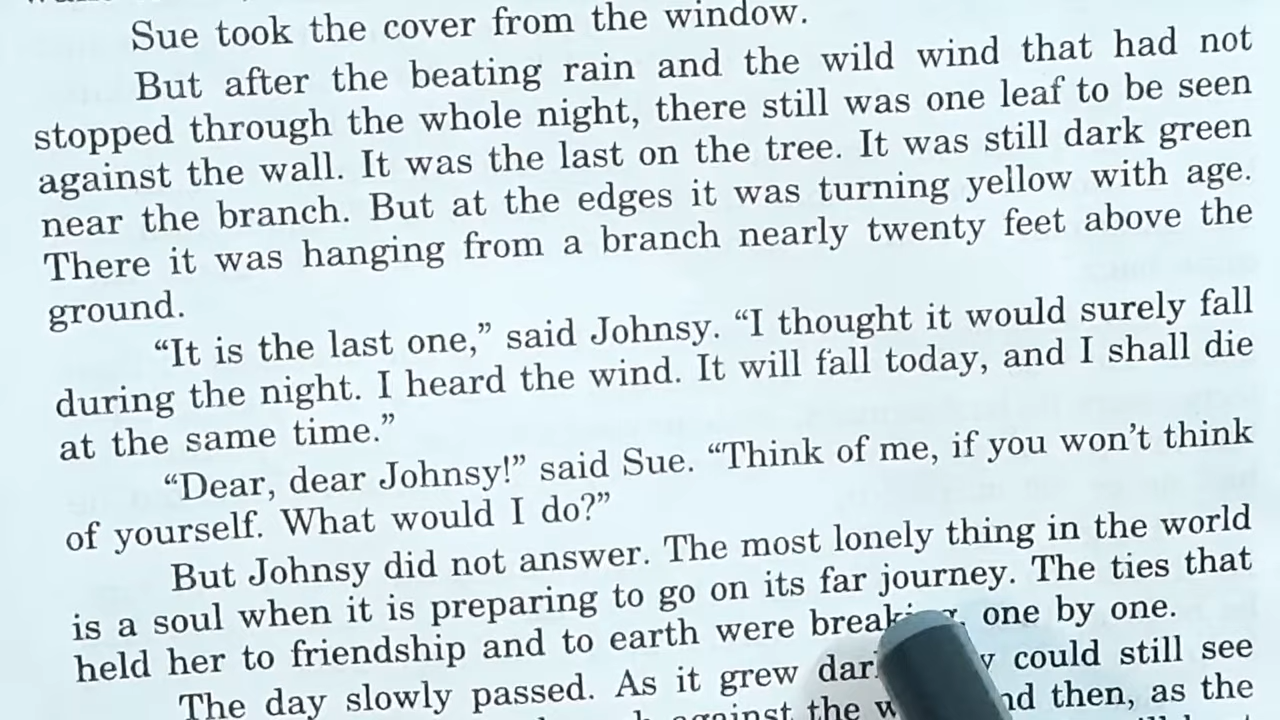 Sue took the cover from the window.
But after the beating rain and the wild wind that had not
stopped through the whole night, there still was one leaf to be seen
against the wall. It was the last on the tree. It was still dark green
near the branch. But at the edges it was turning yellow with age.
There it was hanging from a branch nearly twenty feet above the
ground.
“It is the last one,” said Johnsy. “I thought it would surely fall
during the night. I heard the wind. It will fall today, and I shall die
at the same time.”
“Dear, dear Johnsy!” said Sue. “Think of me, if you won’t think
of yourself. What would I do?”
But Johnsy did not answer. The most lonely thing in the world
is a soul when it is preparing to go on its far journey. The ties that
held her to friendship and to earth were breaking, one by one.
The day slowly passed. As it grew could still see
against the then, as the